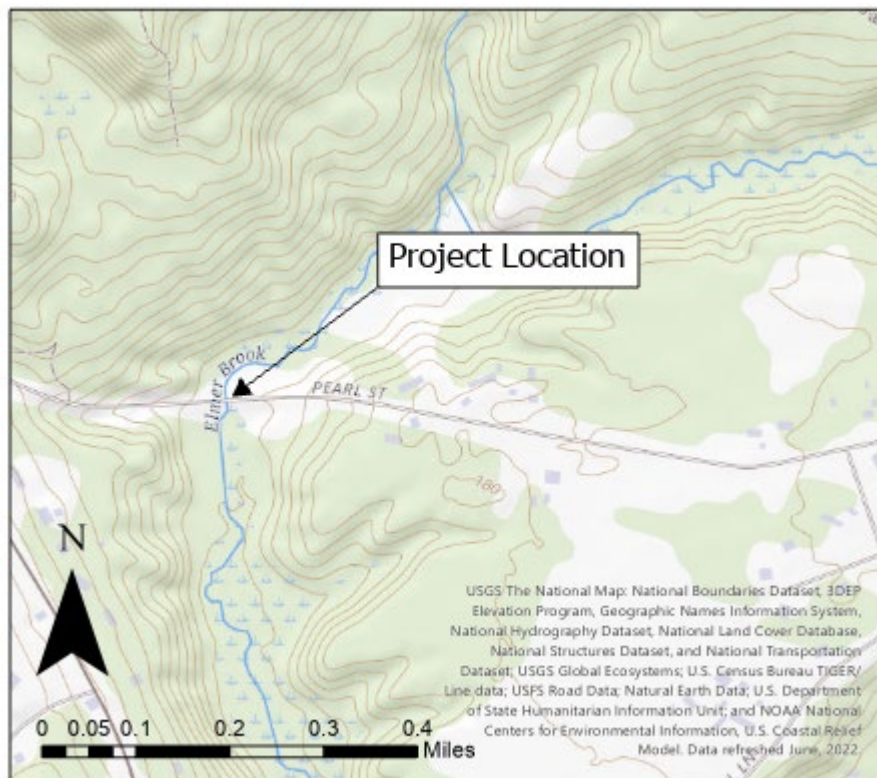 Project Location
Elmer Brook
PEARL ST
180
N
USGS The National Map: National Boundaries Dataset, 3DEP
Elevation Program, Geographic Names Information System,
National Hydrography Dataset, National Land Cover Database,
National Structures Dataset, and National Transportation
Dataset; USGS Global Ecosystems; U.S. Census Bureau TIGER/
Line data; USFS Road Data; Natural Earth Data; U.S. Department
of State Humanitarian Information Unit; and NOAA National
Centers for Environmental Information, U.S. Coastal Relief
Model. Data refreshed June, 2022.
0 0.05 0.1 0.2 0.3 0.4
Miles
LN